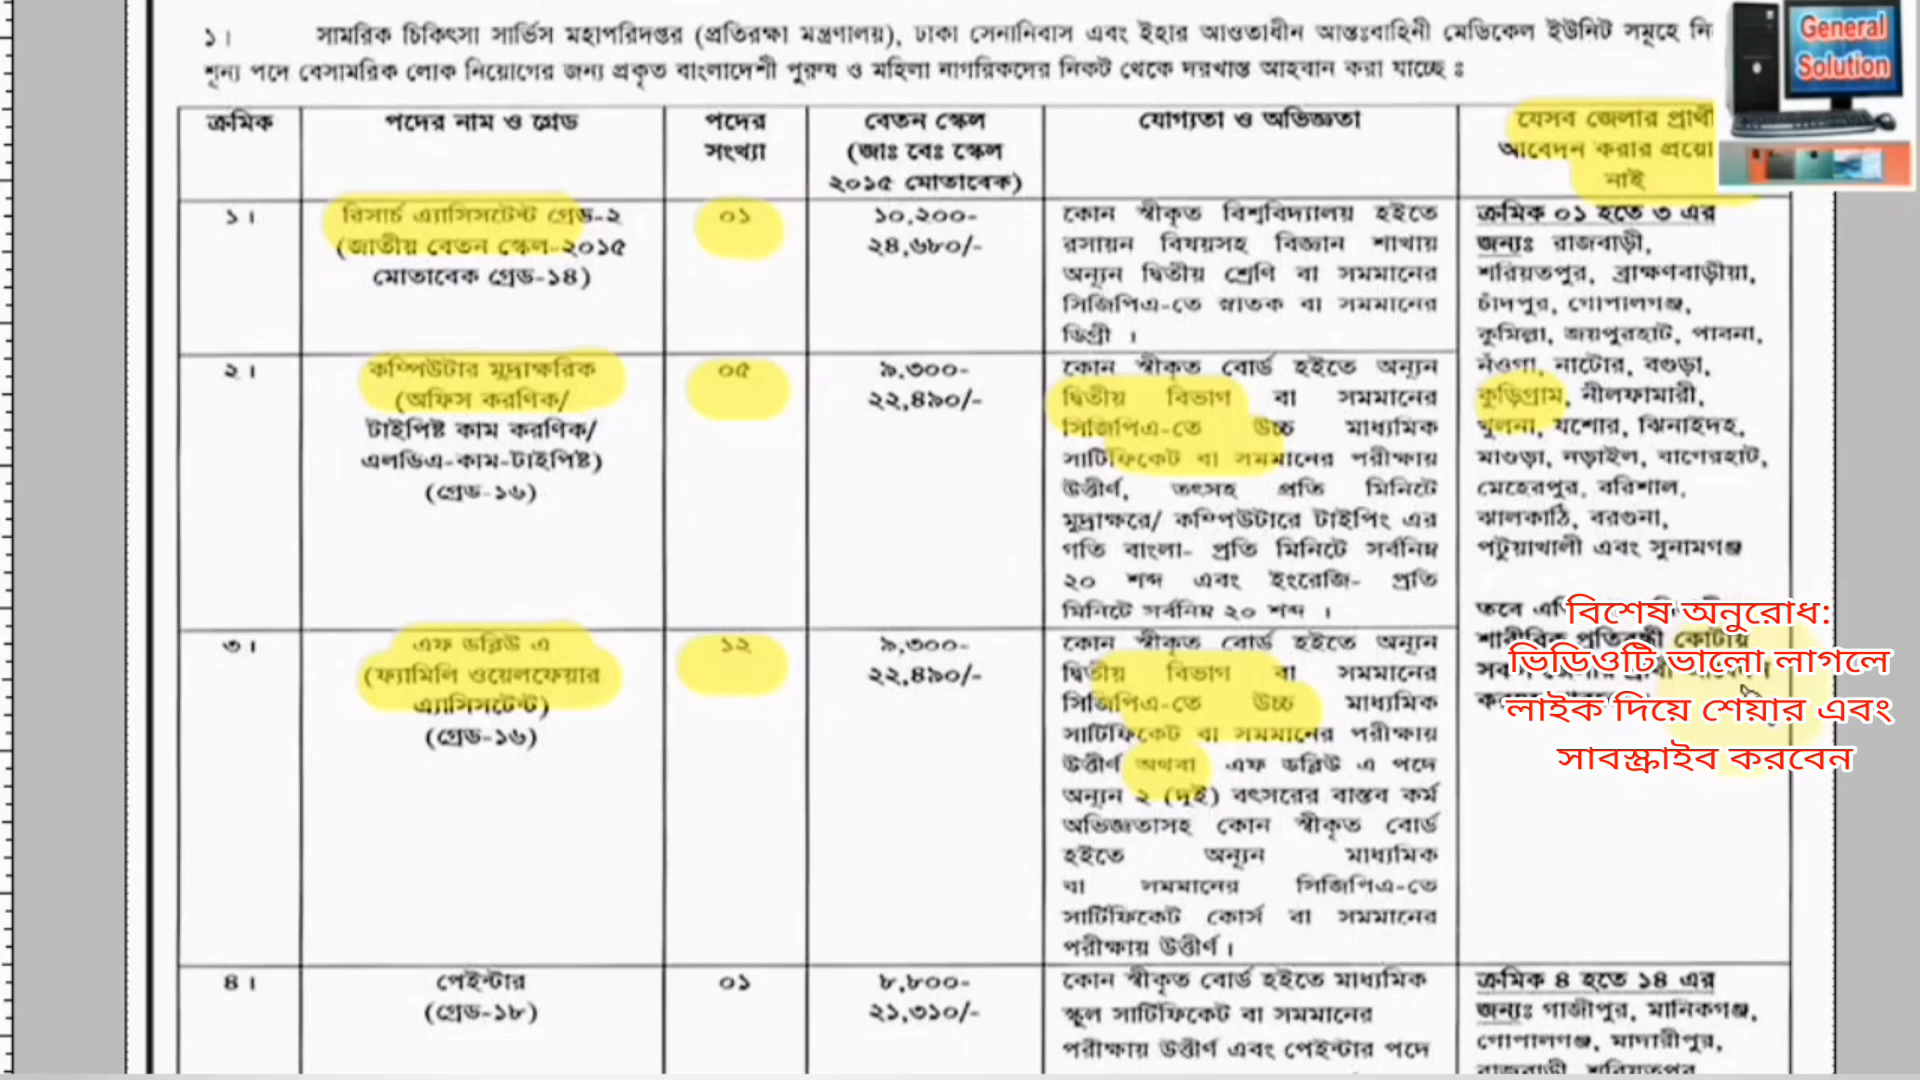 ১।	সামরিক চিকিৎসা সার্ভিস মহাপরিদপ্তর (প্রতিরক্ষা মন্ত্রণালয়), ঢাকা সেনানিবাস এবং ইহার আওতাধীন আন্তঃবাহিনী মেডিকেল ইউনিট সমূহে
শূন্য পদে বেসামরিক লোক নিয়োগের জন্য প্রকৃত বাংলাদেশী পুরুষ ও মহিলা নাগরিকদের নিকট থেকে দরখাস্ত আহবান করা যাচ্ছে ঃ
General
Solution
ক্রমিক
পদের নাম ও গ্রেড
পদের
সংখ্যা
বেতন স্কেল
(জাঃ বেঃ স্কেল
২০১৫ মোতাবেক)
যোগ্যতা ও অভিজ্ঞতা
যেসব জেলার প্রার্থী
আবেদন করার
নাই
১।
রিসার্চ এ্যাসিসটেন্ট গ্রেড-২
(জাতীয় বেতন স্কেল-২০১৫
মোতাবেক গ্রেড-১৪)
০১
১০,২০০-
২৪,৬৮০/-
কোন স্বীকৃত বিশ্ববিদ্যালয় হইতে
রসায়ন বিষয়সহ বিজ্ঞান শাখায়
অন্যূন দ্বিতীয় শ্রেণি বা সমমানের
সিজিপিএ-তে স্নাতক বা সমমানের
ডিগ্রী ।
ক্রমিক ০১ হতে ৩ এর
জন্যঃ রাজবাড়ী,
শরিয়তপুর, ব্রাক্ষণবাড়ীয়া,
চাঁদপুর, গোপালগঞ্জ,
কুমিল্লা, জয়পুরহাট, পাবনা,
নঁওগা, নাটোর, বগুড়া,
কুড়িগ্রাম, নীলফামারী,
খুলনা, যশোর, ঝিনাইদহ,
মাগুড়া, নড়াইল, বাগেরহাট,
মেহেরপুর, বরিশাল,
ঝালকাঠি, বরগুনা,
পটুয়াখালী এবং সুনামগঞ্জ
২।
কম্পিউটার মুদ্রাক্ষরিক
(অফিস করণিক/
টাইপিষ্ট কাম করণিক/
এলডিএ-কাম-টাইপিষ্ট)
(গ্রেড-১৬)
০৫
৯,৩০০-
২২,৪৯০/-
কোন স্বীকৃত বোর্ড হইতে অন্যূন
দ্বিতীয় বিভাগ বা সমমানের
সিজিপিএ-তে উচ্চ মাধ্যমিক
সার্টিফিকেট বা সমমানের পরীক্ষায়
উত্তীর্ণ, তৎসহ প্রতি মিনিটে
মুদ্রাক্ষরে/ কম্পিউটারে টাইপিং এর
গতি বাংলা- প্রতি মিনিটে সর্বনিম্ন
২০ শব্দ এবং ইংরেজি- প্রতি
মিনিটে সর্বনিম্ন ২০ শব্দ ।
তবে
শারীরিক প্রতিবন্ধী কোটায়
বিশেষ অনুরোধ:
ভিডিওটি ভালো লাগলে
লাইক দিয়ে শেয়ার এবং
সাবস্ক্রাইব করবেন
৩।
এফ ডব্লিউ এ
(ফ্যামিলি ওয়েলফেয়ার
এ্যাসিসটেন্ট)
(গ্রেড-১৬)
১২
৯,৩০০-
২২,৪৯০/-
কোন স্বীকৃত বোর্ড হইতে অন্যূন
দ্বিতীয় বিভাগ বা সমমানের
সিজিপিএ-তে উচ্চ মাধ্যমিক
সার্টিফিকেট বা সমমানের পরীক্ষায়
উত্তীর্ণ অথবা এফ ডব্লিউ এ পদে
অন্যূন ২ (দুই) বৎসরের বাস্তব কর্ম
অভিজ্ঞতাসহ কোন স্বীকৃত বোর্ড
হইতে অন্যূন মাধ্যমিক
বা সমমানের সিজিপিএ-তে
সার্টিফিকেট কোর্স বা সমমানের
পরীক্ষায় উত্তীর্ণ।
৪।
পেইন্টার
(গ্রেড-১৮)
০১
৮,৮০০-
২১,৩১০/-
কোন স্বীকৃত বোর্ড হইতে মাধ্যমিক
স্কুল সার্টিফিকেট বা সমমানের
পরীক্ষায় উত্তীর্ণ এবং পেইন্টার পদে
ক্রমিক ৪ হতে ১৪ এর
জন্যঃ গাজীপুর, মানিকগঞ্জ,
গোপালগঞ্জ, মাদারীপুর,
রাজবাড়ী, শরিয়তপুর